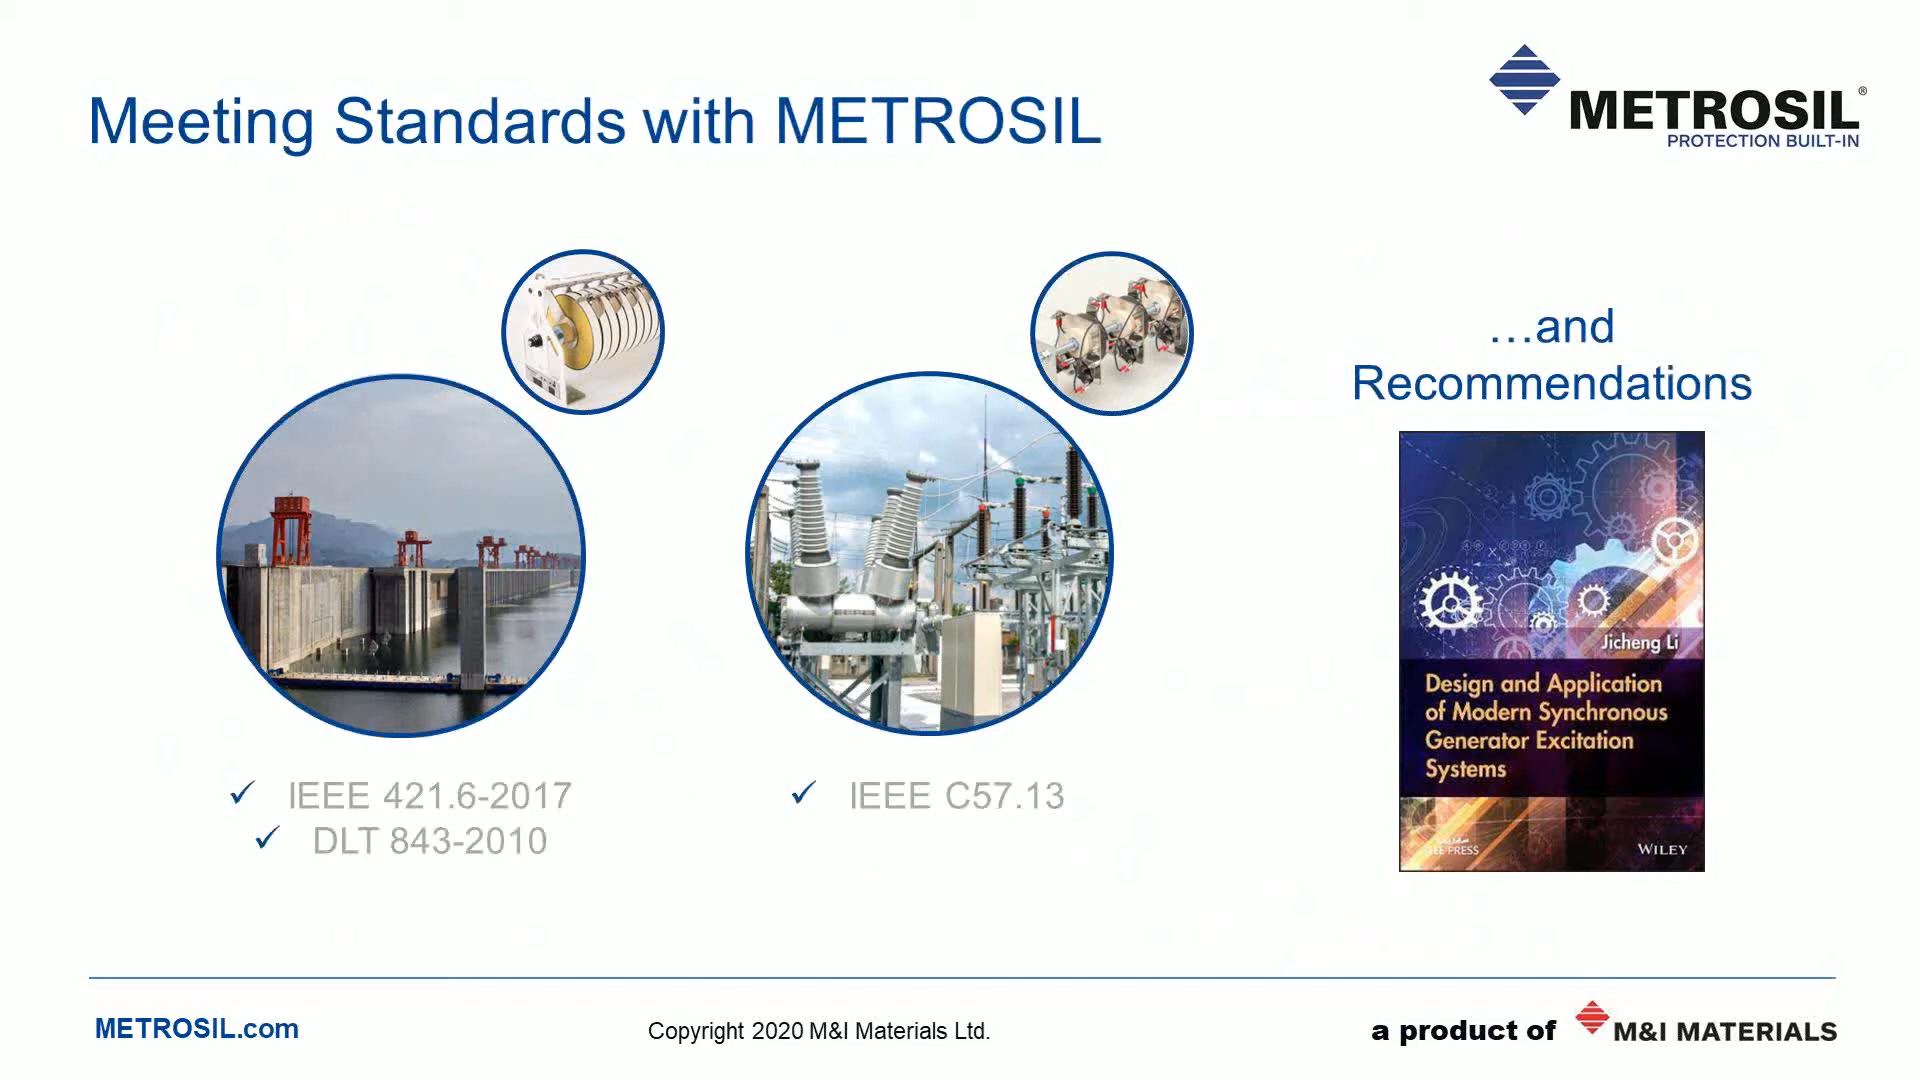 Meeting Standards with METROSIL
METROSIL®
PROTECTION BUILT-IN
…and
Recommendations
Jicheng Li
Design and Application
of Modern Synchronous
Generator Excitation
Systems
PRESS
WILEY
✓ IEEE 421.6-2017
✓ DLT 843-2010
✓ IEEE C57.13
METROSIL.com
Copyright 2020 M&I Materials Ltd.
a product of
M&I MATERIALS